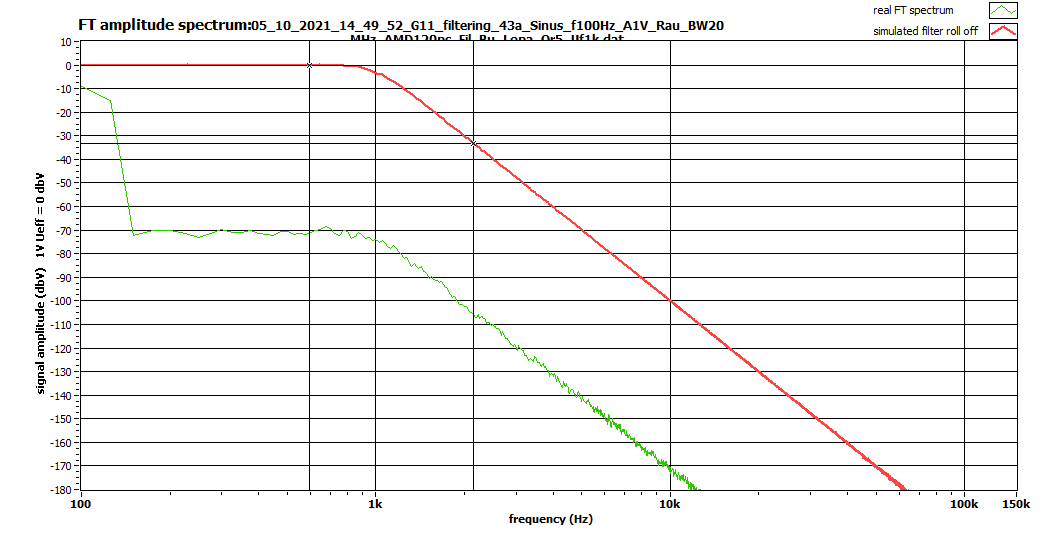 real FT spectrum
simulated filter roll off
FT amplitude spectrum:05_10_2021_14_49_52_G11_filtering_43a_Sinus_f100Hz_A1V_Rau_BW20
10
0
-10
-20
-30
-40
-50
-60
-70
-80
-90
-100
-110
-120
-130
-140
-150
-160
-170
-180
signal amplitude (dbV) 1V Ueff = 0 dbV
100
1k
10k
100k
150k
frequency (Hz)